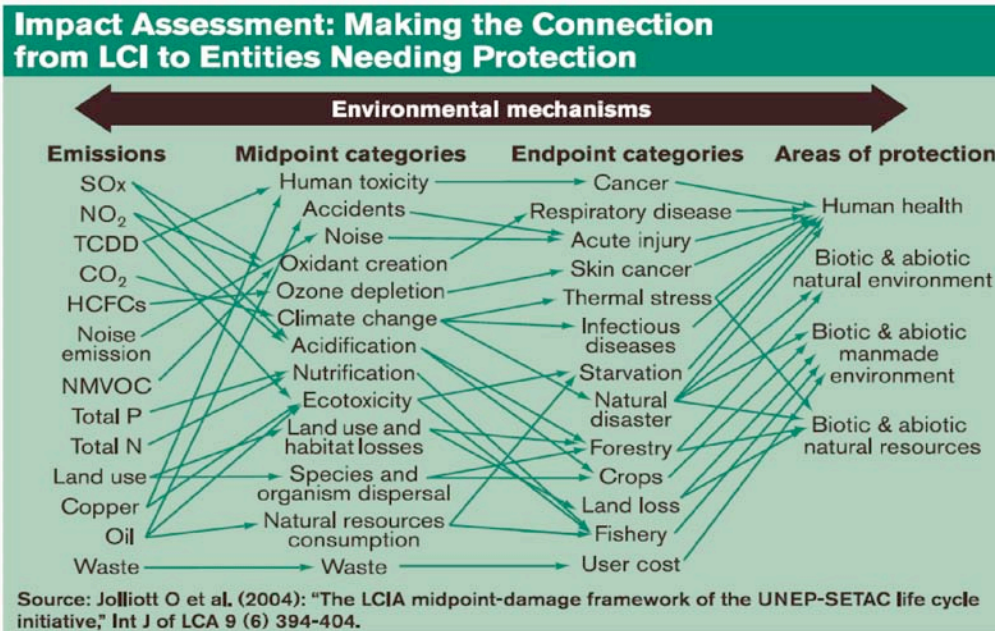 Impact Assessment: Making the Connection
from LCI to Entities Needing Protection
Environmental mechanisms
Emissions
SOx
NO₂
TCDD
CO₂
HCFCs
Noise
emission
NMVOC
Total P
Total N
Land use
Copper
Oil
Waste
Midpoint categories
Human toxicity
Accidents
Noise
Oxidant creation
Ozone depletion
Climate change
Acidification
Nutrification
Ecotoxicity
Land use and
habitat losses
Species and
organism dispersal
Natural resources
consumption
Waste
Endpoint categories
Cancer
Respiratory disease
Acute injury
Skin cancer
Thermal stress
Infectious
diseases
Starvation
Natural
disaster
Forestry
Crops
Land loss
Fishery
User cost
Areas of protection
Human health
Biotic & abiotic
natural environment
Biotic & abiotic
manmade
environment
Biotic & abiotic
natural resources
Source: Jolliott O et al. (2004): “The LCIA midpoint-damage framework of the UNEP-SETAC life cycle
initiative,” Int J of LCA 9 (6) 394-404.